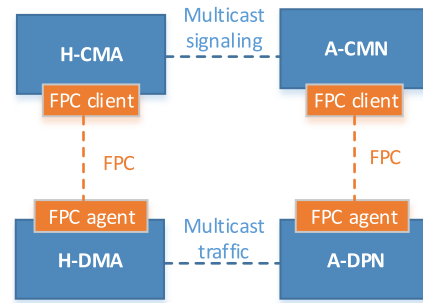 Multicast
signaling
H-CMA
A-CMN
FPC client
FPC client
FPC
FPC
FPC agent
FPC agent
Multicast
traffic
H-DMA
A-DPN